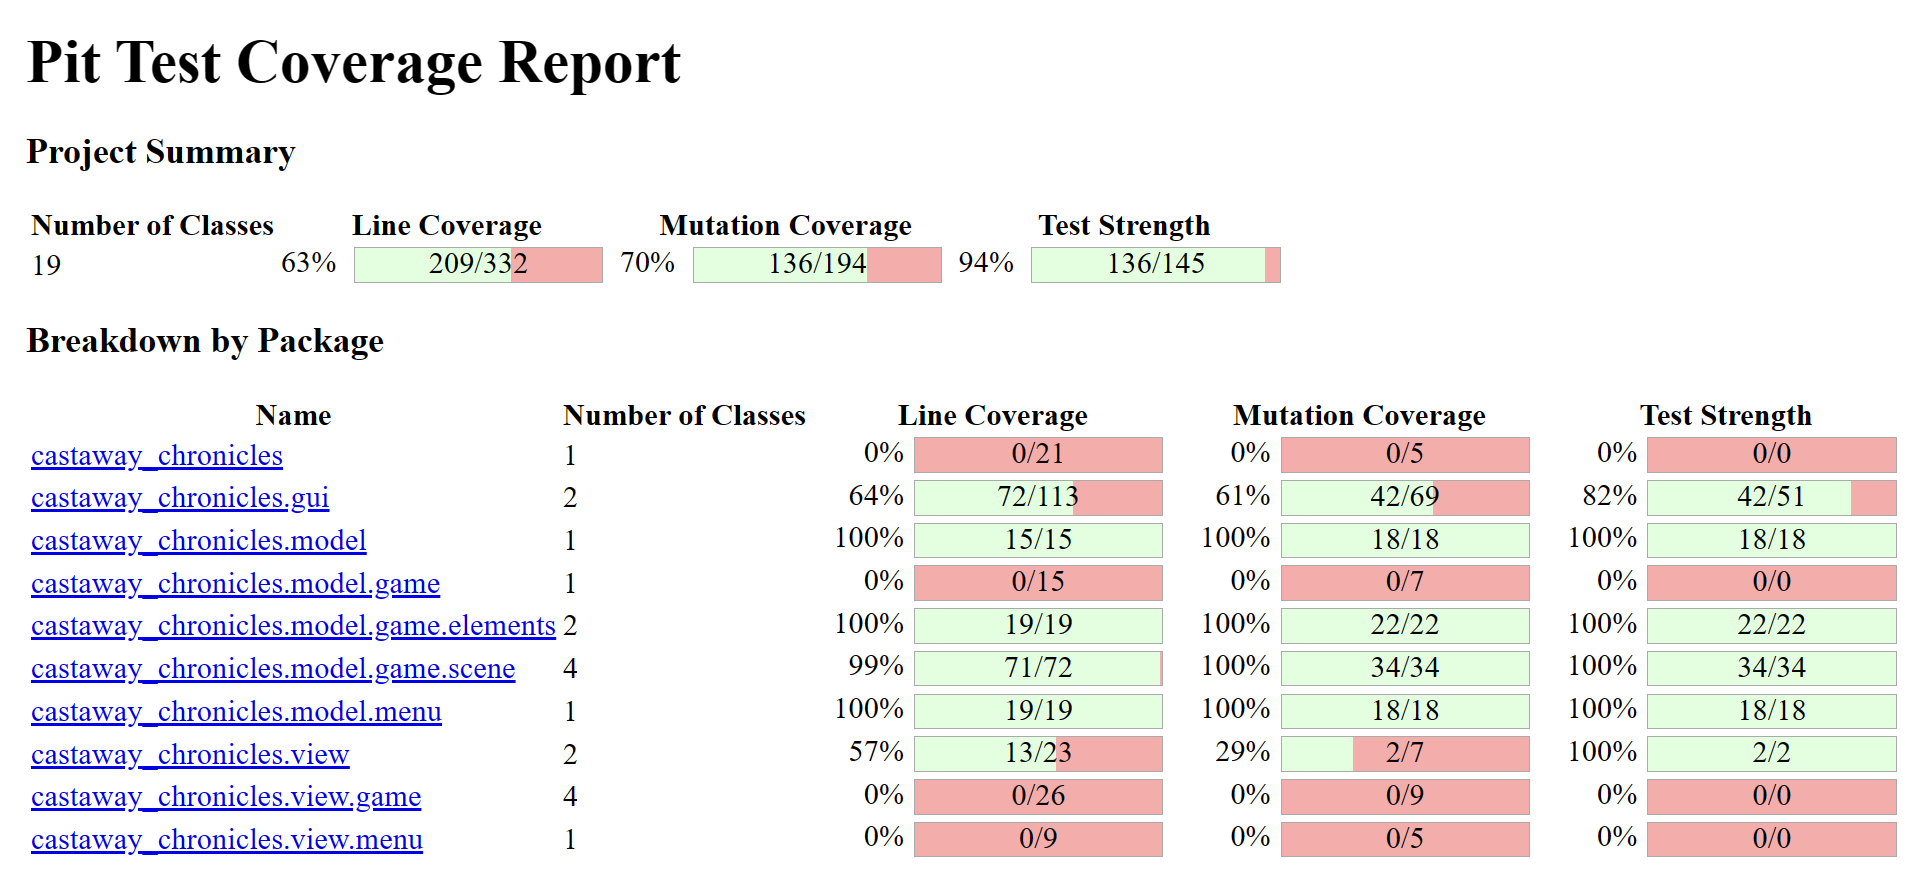 Pit Test Coverage Report
Project Summary
Number of Classes Line Coverage Mutation Coverage Test Strength
19 63% 209/332 70% 136/194 94% 136/145
Breakdown by Package
Name Number of Classes Line Coverage Mutation Coverage Test Strength
castaway_chronicles 1 0% 0/21 0% 0/5 0% 0/0
castaway_chronicles.gui 2 64% 72/113 61% 42/69 82% 42/51
castaway_chronicles.model 1 100% 15/15 100% 18/18 100% 18/18
castaway_chronicles.model.game 1 0% 0/15 0% 0/7 0% 0/0
castaway_chronicles.model.game.elements 2 100% 19/19 100% 22/22 100% 22/22
castaway_chronicles.model.game.scene 4 99% 71/72 100% 34/34 100% 34/34
castaway_chronicles.model.menu 1 100% 19/19 100% 18/18 100% 18/18
castaway_chronicles.view 2 57% 13/23 29% 2/7 100% 2/2
castaway_chronicles.view.game 4 0% 0/26 0% 0/9 0% 0/0
castaway_chronicles.view.menu 1 0% 0/9 0% 0/5 0% 0/0